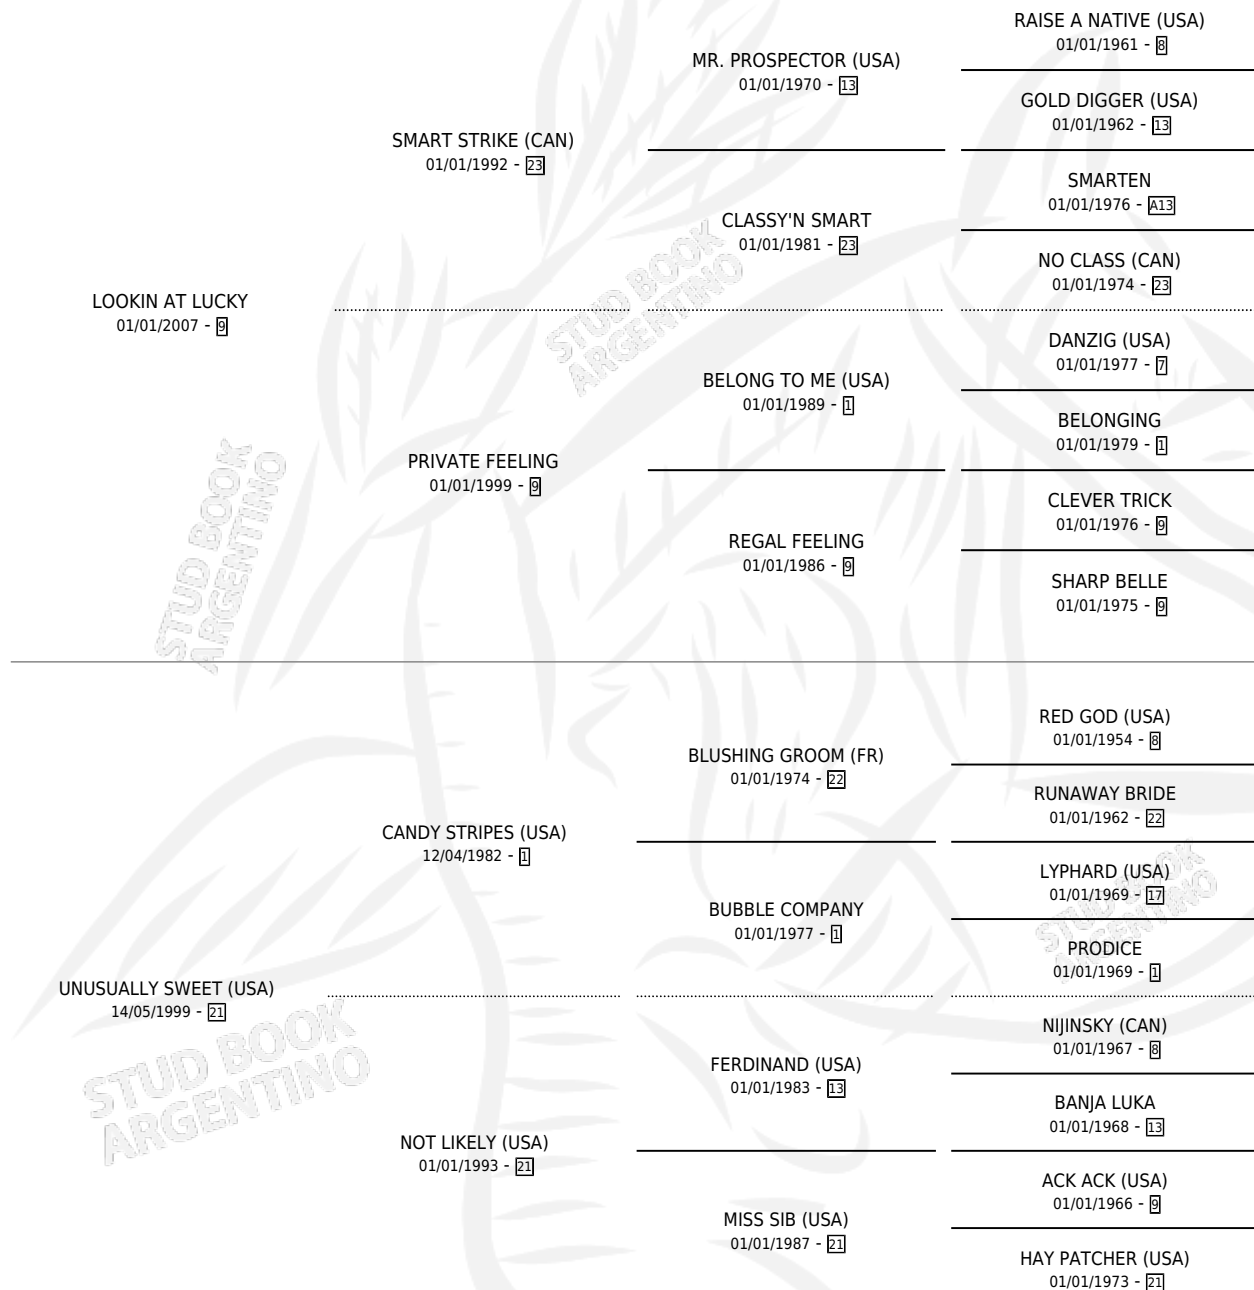 RAISE A NATIVE (USA)
01/01/1961 - 8
MR. PROSPECTOR (USA)
01/01/1970 - 13
GOLD DIGGER (USA)
01/01/1962 - 13
SMART STRIKE (CAN)
01/01/1992 - 23
SMARTEN
01/01/1976 - A13
CLASSY'N SMART
01/01/1981 - 23
NO CLASS (CAN)
01/01/1974 - 23
LOOKIN AT LUCKY
01/01/2007 - 9
DANZIG (USA)
01/01/1977 - 7
BELONG TO ME (USA)
01/01/1989 - 1
BELONGING
01/01/1979 - 1
PRIVATE FEELING
01/01/1999 - 9
CLEVER TRICK
01/01/1976 - 9
REGAL FEELING
01/01/1986 - 9
SHARP BELLE
01/01/1975 - 9
RED GOD (USA)
01/01/1954 - 8
BLUSHING GROOM (FR)
01/01/1974 - 22
RUNAWAY BRIDE
01/01/1962 - 22
CANDY STRIPES (USA)
12/04/1982 - 1
LYPHARD (USA)
01/01/1969 - 17
BUBBLE COMPANY
01/01/1977 - 1
PRODICE
01/01/1969 - 1
UNUSUALLY SWEET (USA)
14/05/1999 - 21
NIJINSKY (CAN)
01/01/1967 - 8
FERDINAND (USA)
01/01/1983 - 13
BANJA LUKA
01/01/1968 - 13
NOT LIKELY (USA)
01/01/1993 - 21
ACK ACK (USA)
01/01/1966 - 9
MISS SIB (USA)
01/01/1987 - 21
HAY PATCHER (USA)
01/01/1973 - 21
STUD BOOK
ARGENTINO
STUD BOOK
ARGENTINO
STUD BOOK
ARGENTINO
STUD BOOK
ARGENTINO